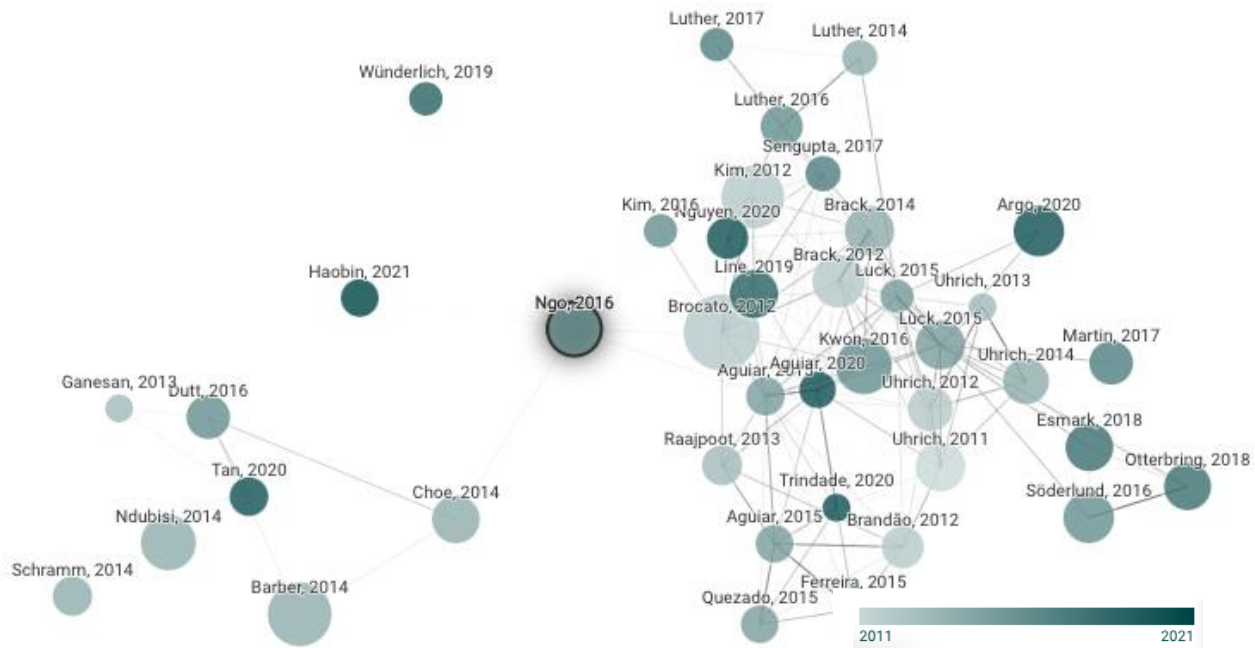 Luther, 2017
Luther, 2014
Wünderlich, 2019
Luther, 2016
Sengupta, 2017
Kim, 2012
Kim, 2016
Nguyen, 2020
Brack, 2014
Argo, 2020
Brack, 2012
Line, 2019
Luck, 2015
Haobin, 2021
Uhrich, 2013
Ngo, 2016
Brocato, 2012
Luck, 2015
Martin, 2017
Kwon, 2016
Uhrich, 2014
Aguiar, 2020
Aguiar, 2015
Ganesan, 2013
Uhrich, 2012
Dutt, 2016
Esmark, 2018
Raajpoot, 2013
Uhrich, 2011
Otterbring, 2018
Tan, 2020
Trindade, 2020
Choe, 2014
Söderlund, 2016
Ndubisi, 2014
Aguiar, 2015
Brandão, 2012
Schramm, 2014
Ferreira, 2015
Barber, 2014
Quezado, 2015
2011
2021